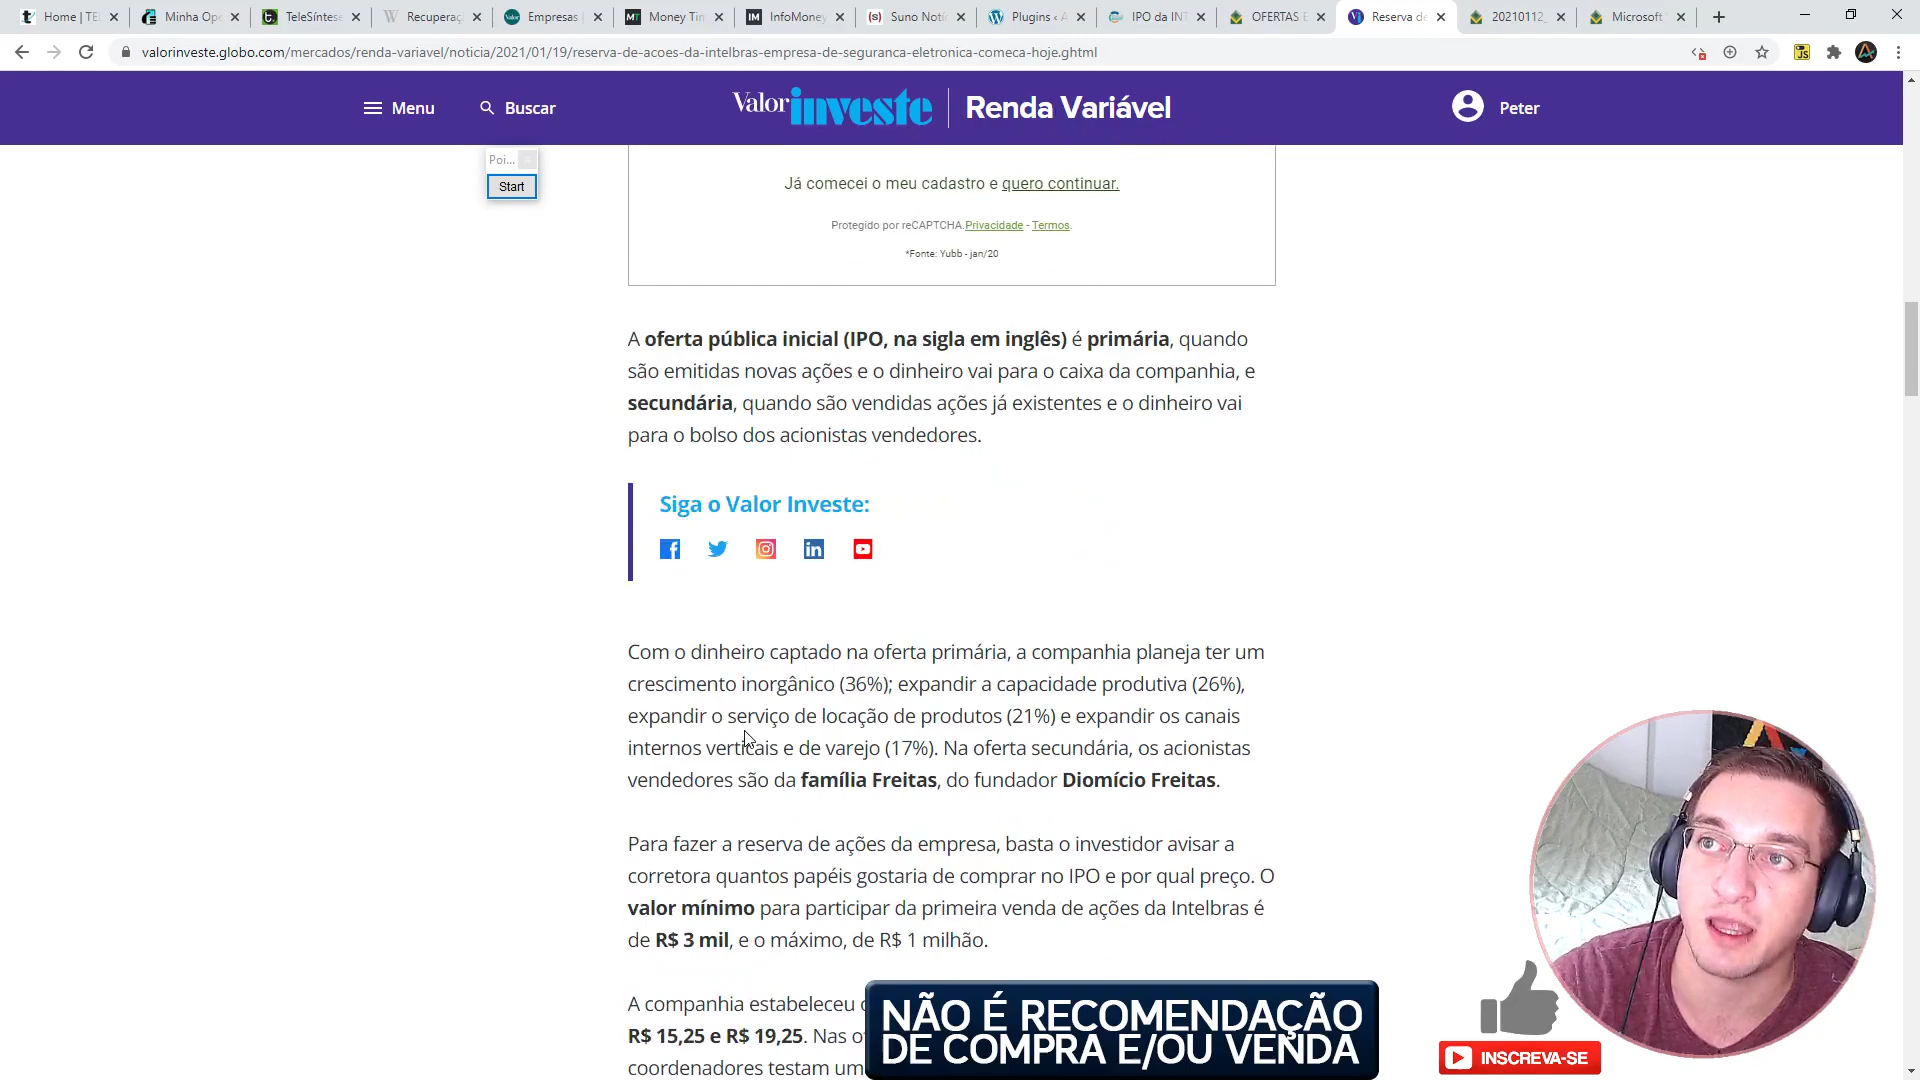 Home | TE
Minha Ope
TeleSíntese
Recuperaç
Empresas |
Money Tim
InfoMoney
Suno Notí
Plugins ‹ A
IPO da INT
OFERTAS E
Reserva de
20210112_
Microsoft
valorinveste.globo.com/mercados/renda-variavel/noticia/2021/01/19/reserva-de-acoes-da-intelbras-empresa-de-seguranca-eletronica-comeca-hoje.ghtml
Menu
Buscar
Valor investe
Renda Variável
Peter
Poi...
Start
Já comecei o meu cadastro e quero continuar.
Protegido por reCAPTCHA.Privacidade - Termos.
*Fonte: Yubb - jan/20
A oferta pública inicial (IPO, na sigla em inglês) é primária, quando
são emitidas novas ações e o dinheiro vai para o caixa da companhia, e
secundária, quando são vendidas ações já existentes e o dinheiro vai
para o bolso dos acionistas vendedores.
Siga o Valor Investe:
Com o dinheiro captado na oferta primária, a companhia planeja ter um
crescimento inorgânico (36%); expandir a capacidade produtiva (26%),
expandir o serviço de locação de produtos (21%) e expandir os canais
internos verticais e de varejo (17%). Na oferta secundária, os acionistas
vendedores são da família Freitas, do fundador Diomício Freitas.
Para fazer a reserva de ações da empresa, basta o investidor avisar a
corretora quantos papéis gostaria de comprar no IPO e por qual preço. O
valor mínimo para participar da primeira venda de ações da Intelbras é
de R$ 3 mil, e o máximo, de R$ 1 milhão.
A companhia estabeleceu
R$ 15,25 e R$ 19,25. Nas
coordenadores testam um
NÃO É RECOMENDAÇÃO
DE COMPRA E/OU VENDA
INSCREVA-SE